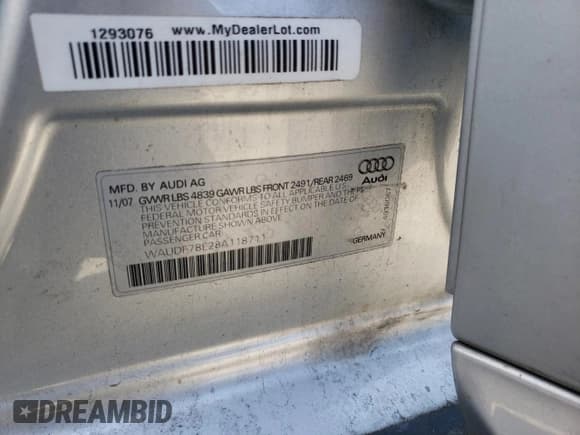 1293076 www.MyDealerLot.com
MFD. BY AUDI AG
11/07 GVWR LBS 4839 GAWR LBS FRONT 2491/REAR 2469
THIS VEHICLE CONFORMS TO ALL APPLICABLE U.S.
FEDERAL MOTOR VEHICLE SAFETY, BUMPER AND THEFT
PREVENTION STANDARDS IN EFFECT ON THE DATE OF
MANUFACTURE SHOWN ABOVE
PASSENGER CAR
Audi
GERMANY
DREAMBID